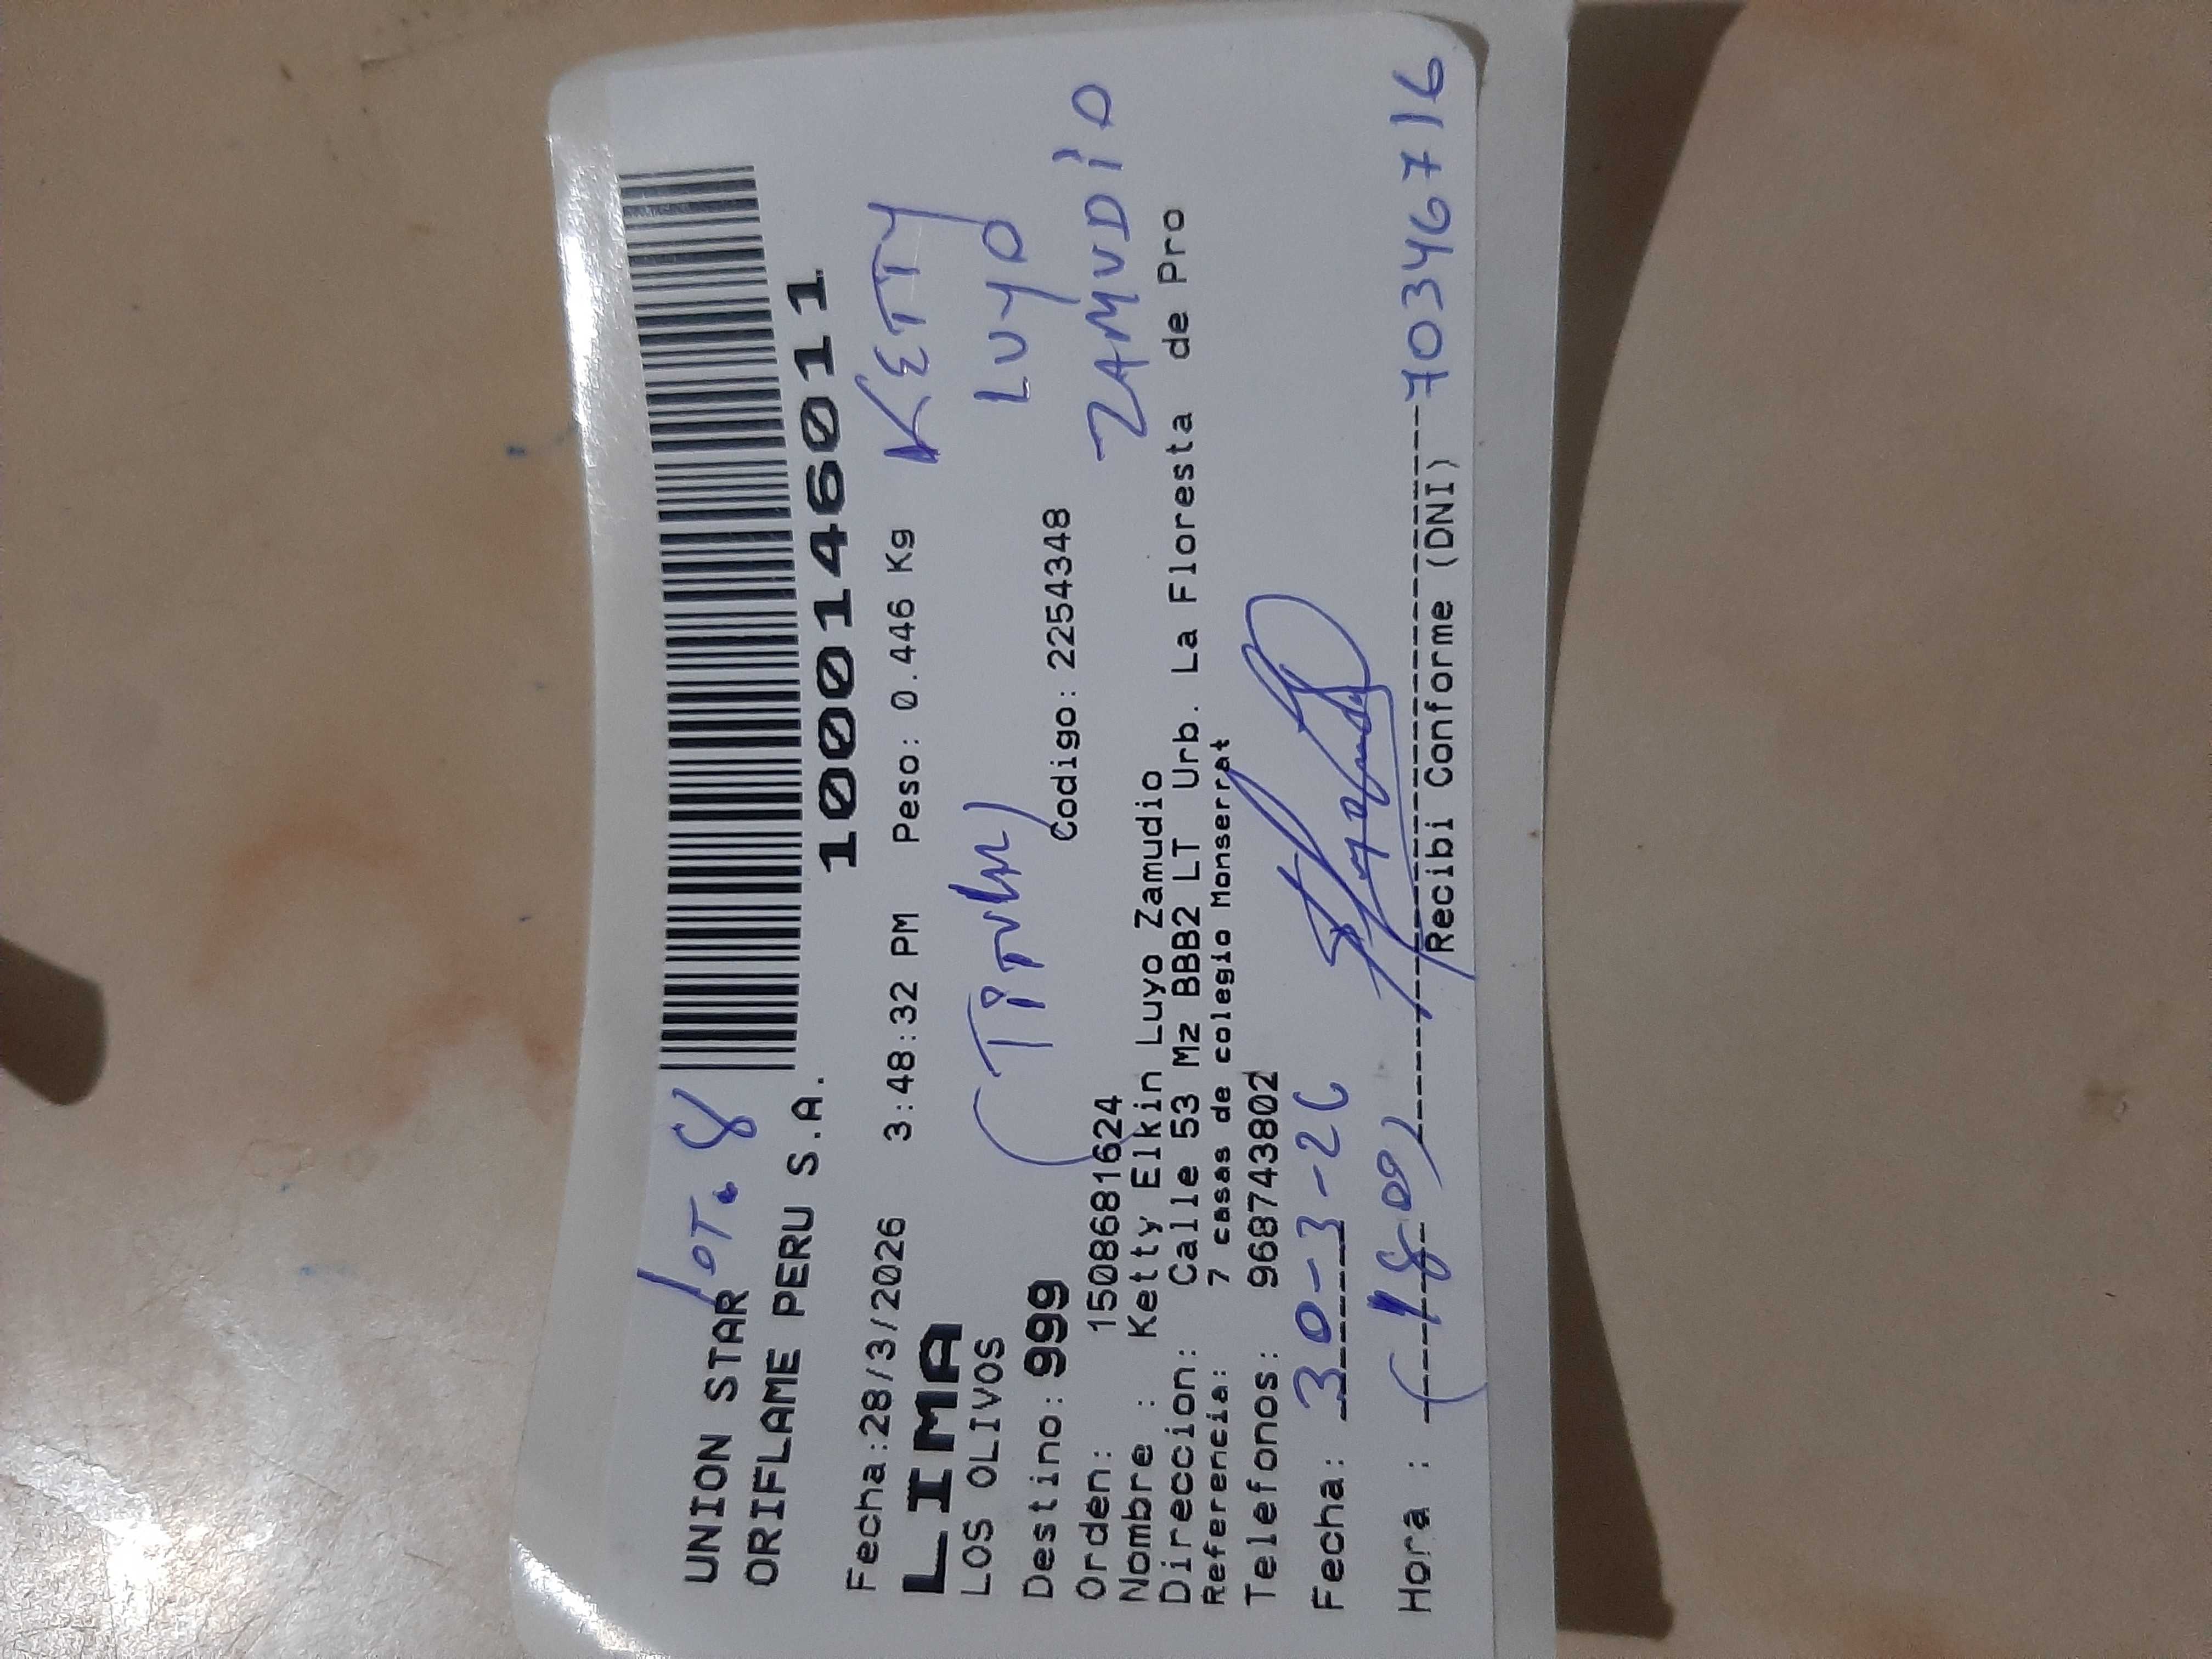 UNION STAR lot. 8
ORIFLAME PERU S.A.
1000146011
Fecha:28/3/2026 3:48:32 PM Peso: 0.446 Kg KETTY
LIMA
LOS OLIVOS (TiTULAR) LUYO
Destino: 999 Codigo: 2254348 ZAMUDiO
Orden: 1508681624
Nombre : Ketty Elkin Luyo Zamudio
Direccion: Calle 53 Mz BBB2 LT Urb. La Floresta de Pro
Referencia: 7 casas de colegio Monserrat
Telefonos: 968743802
Fecha: 30-3-26
Hora : (18:09) 70346716
Recibi Conforme (DNI)